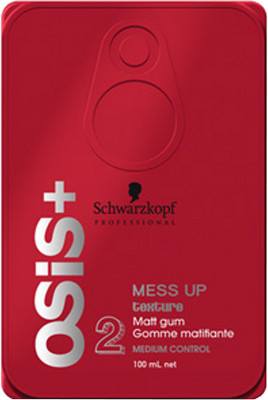 Schwarzkopf
PROFESSIONAL
OSiS+
MESS UP
texture
2
Matt gum
Gomme matifiante
MEDIUM CONTROL
100 mL net